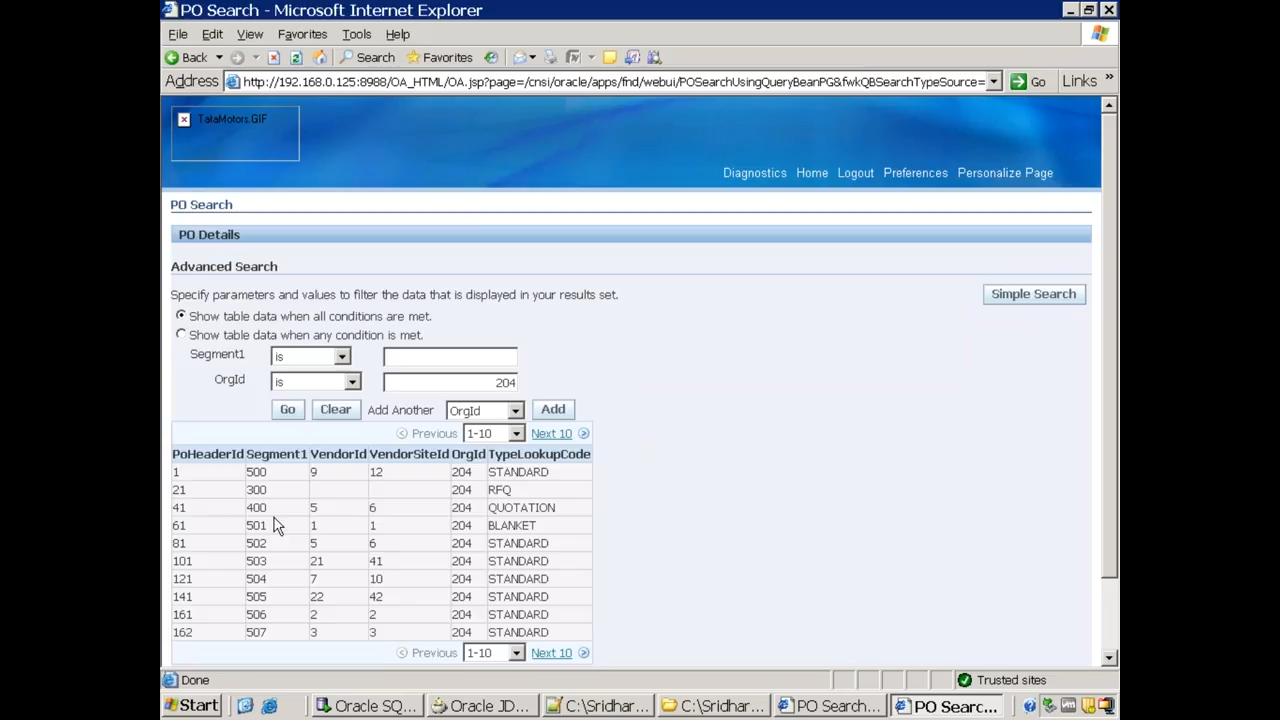 PO Search - Microsoft Internet Explorer
File Edit View Favorites Tools Help
Back Search Favorites
Address http://192.168.0.125:8988/OA_HTML/OA.jsp?page=/cnsi/oracle/apps/fnd/webui/POSearchUsingQueryBeanPG&fwkQBSearchTypeSource= Go Links »
TataMotors.GIF
Diagnostics Home Logout Preferences Personalize Page
PO Search
PO Details
Advanced Search
Specify parameters and values to filter the data that is displayed in your results set. Simple Search
Show table data when all conditions are met.
Show table data when any condition is met.
Segment1 is
OrgId is 204
Go Clear Add Another OrgId Add
Previous 1-10 Next 10
PoHeaderId Segment1 VendorId VendorSiteId OrgId TypeLookupCode
1 500 9 12 204 STANDARD
21 300 204 RFQ
41 400 5 6 204 QUOTATION
61 501 1 1 204 BLANKET
81 502 5 6 204 STANDARD
101 503 21 41 204 STANDARD
121 504 7 10 204 STANDARD
141 505 22 42 204 STANDARD
161 506 2 2 204 STANDARD
162 507 3 3 204 STANDARD
Previous 1-10 Next 10
Done Trusted sites
Start Oracle SQ... Oracle JD... C:\Sridhar... C:\Sridhar... PO Search... PO Searc...